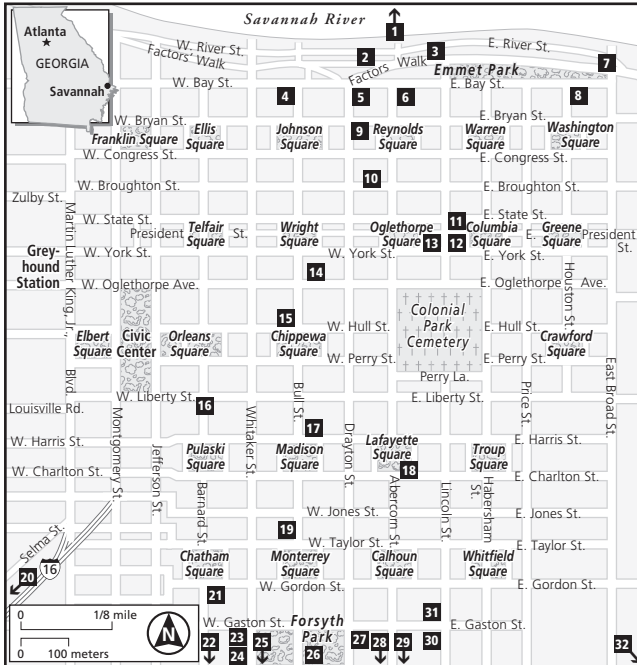 Savannah River
Atlanta
GEORGIA
Savannah
1
W. River St.
Factors' Walk
2
3
E. River St.
Factors Walk
Emmet Park
7
W. Bay St.
E. Bay St.
4
5
6
8
W. Bryan St.
E. Bryan St.
Franklin Square
Ellis
Square
Johnson
Square
9
Reynolds
Square
Warren
Square
Washington
Square
W. Congress St.
E. Congress St.
10
W. Broughton St.
E. Broughton St.
Zulby St.
W. State St.
11
E. State St.
President St.
Telfair
Square
Wright
Square
Oglethorpe
Square
13
12
Columbia
Square
E. President
St.
Greene
Square
Grey-
hound
Station
W. York St.
W. York St.
E. York St.
14
W. Oglethorpe Ave.
E. Oglethorpe Ave.
Martin Luther King, Jr.,
Blvd.
Houston St.
15
W. Hull St.
Colonial
Park
Cemetery
E. Hull St.
Elbert
Square
Civic
Center
Orleans
Square
Chippewa
Square
Crawford
Square
W. Perry St.
E. Perry St.
Perry La.
W. Liberty St.
E. Liberty St.
Louisville Rd.
16
Bull St.
Price St.
East Broad St.
Montgomery St.
Jefferson St.
Whitaker St.
17
Drayton St.
W. Harris St.
E. Harris St.
Pulaski
Square
Madison
Square
Lafayette
Square
Troup
Square
18
W. Charlton St.
E. Charlton St.
Barnard St.
Abercorn St.
Lincoln St.
Habersham
St.
W. Jones St.
E. Jones St.
19
Selma St.
W. Taylor St.
E. Taylor St.
16
20
Chatham
Square
Monterrey
Square
Calhoun
Square
Whitfield
Square
W. Gordon St.
E. Gordon St.
21
0
1/8 mile
0
100 meters
N
W. Gaston St.
Forsyth
Park
31
E. Gaston St.
22
23
24
25
26
27
28
29
30
32